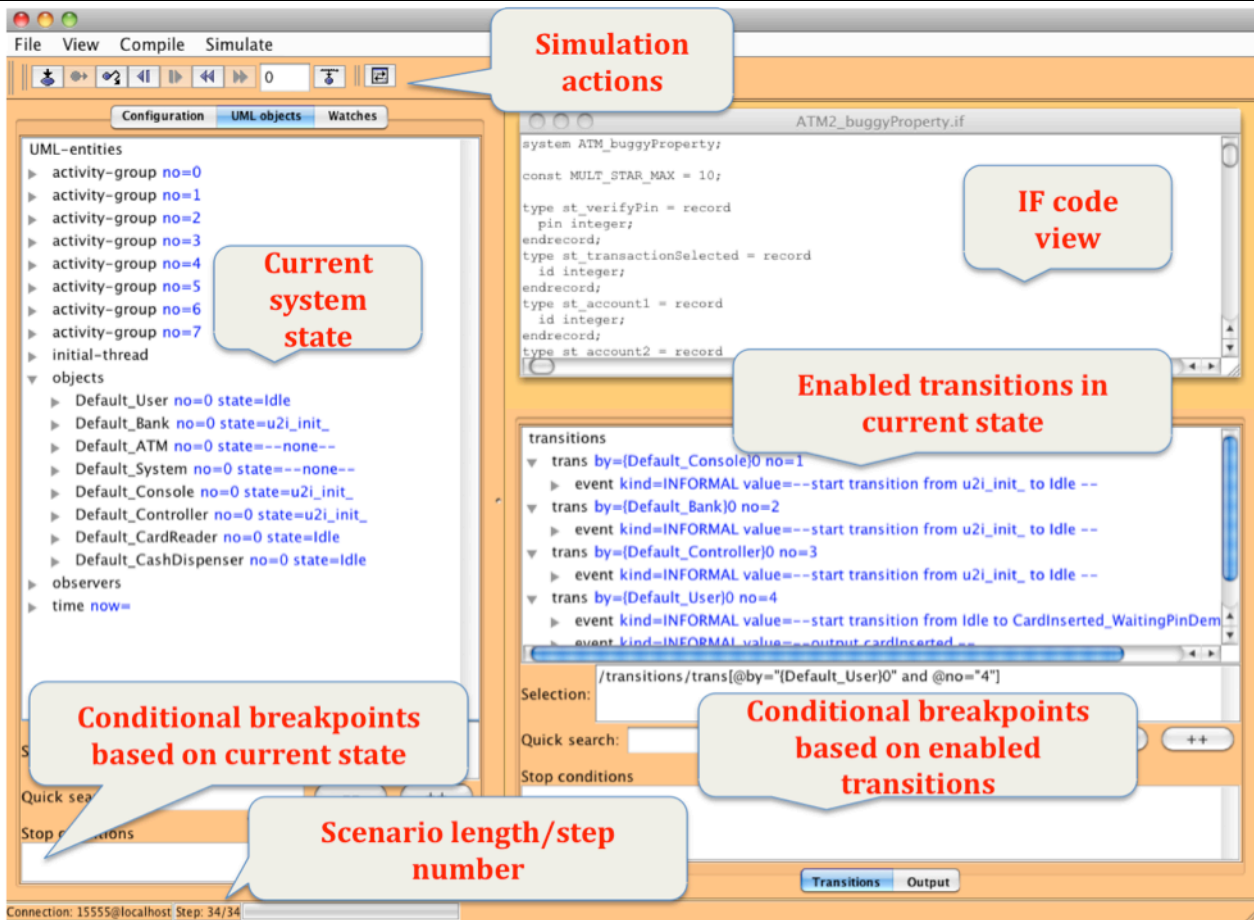 File View Compile Simulate
Simulation
actions
0
Configuration UML objects Watches
UML-entities
activity-group no=0
activity-group no=1
activity-group no=2
activity-group no=3
activity-group no=4
activity-group no=5
activity-group no=6
activity-group no=7
initial-thread
objects
Default_User no=0 state=Idle
Default_Bank no=0 state=u2i_init_
Default_ATM no=0 state=--none--
Default_System no=0 state=--none--
Default_Console no=0 state=u2i_init_
Default_Controller no=0 state=u2i_init_
Default_CardReader no=0 state=Idle
Default_CashDispenser no=0 state=Idle
observers
time now=
Current
system
state
Conditional breakpoints
based on current state
Quick sea
Stop
Scenario length/step
number
Connection: 15555@localhost Step: 34/34
ATM2_buggyProperty.if
system ATM_buggyProperty;
const MULT_STAR_MAX = 10;
type st_verifyPin = record
pin integer;
endrecord;
type st_transactionSelected = record
id integer;
endrecord;
type st_account1 = record
id integer;
endrecord;
type st_account2 = record
IF code
view
Enabled transitions in
current state
transitions
trans by={Default_Console}0 no=1
event kind=INFORMAL value=--start transition from u2i_init_ to Idle --
trans by={Default_Bank}0 no=2
event kind=INFORMAL value=--start transition from u2i_init_ to Idle --
trans by={Default_Controller}0 no=3
event kind=INFORMAL value=--start transition from u2i_init_ to Idle --
trans by={Default_User}0 no=4
event kind=INFORMAL value=--start transition from Idle to CardInserted_WaitingPinDem
event kind=INFORMAL value=--output cardInserted --
Selection: /transitions/trans[@by="{Default_User}0" and @no="4"]
Quick search: ++
Stop conditions
Conditional breakpoints
based on enabled
transitions
Transitions Output